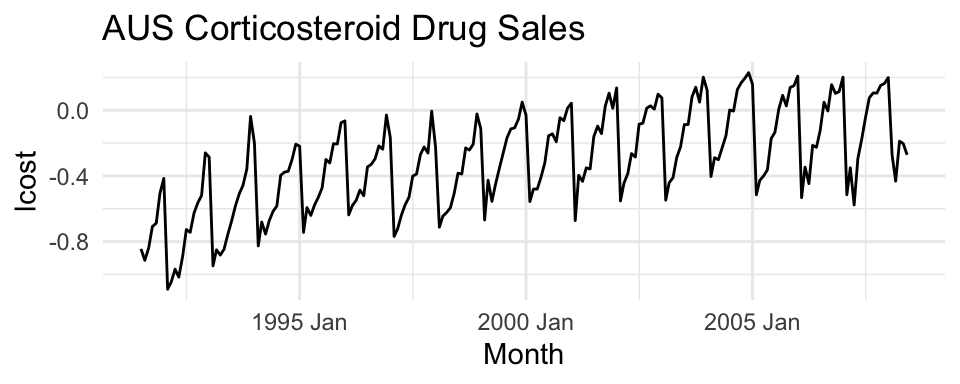 AUS Corticosteroid Drug Sales
0.0
-0.4
-0.8
lcost
1995 Jan
2000 Jan
2005 Jan
Month